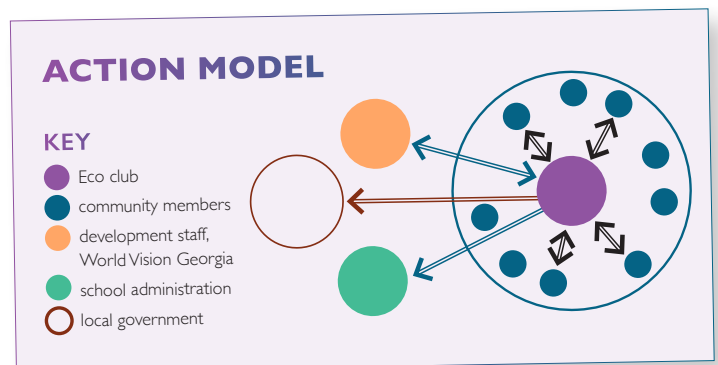 ACTION MODEL
KEY
Eco club
community members
development staff,
World Vision Georgia
school administration
local government